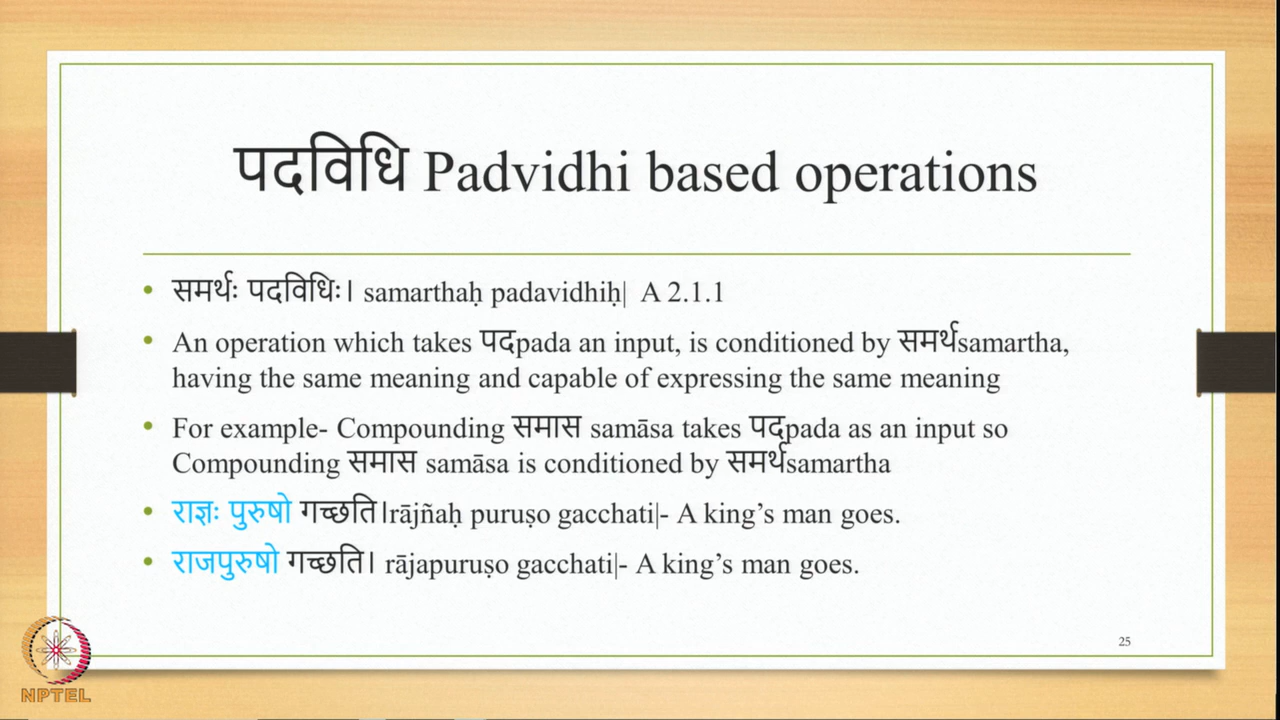 पदविधि Padvidhi based operations
समर्थः पदविधिः। samarthaḥ padavidhiḥ| A 2.1.1
An operation which takes पदpada an input, is conditioned by समर्थsamartha,
having the same meaning and capable of expressing the same meaning
For example- Compounding समास samāsa takes पदpada as an input so
Compounding समास samāsa is conditioned by समर्थsamartha
राज्ञः पुरुषो गच्छति।rājñaḥ puruṣo gacchati|- A king’s man goes.
राजपुरुषो गच्छति। rājapuruṣo gacchati|- A king’s man goes.
25
NPTEL